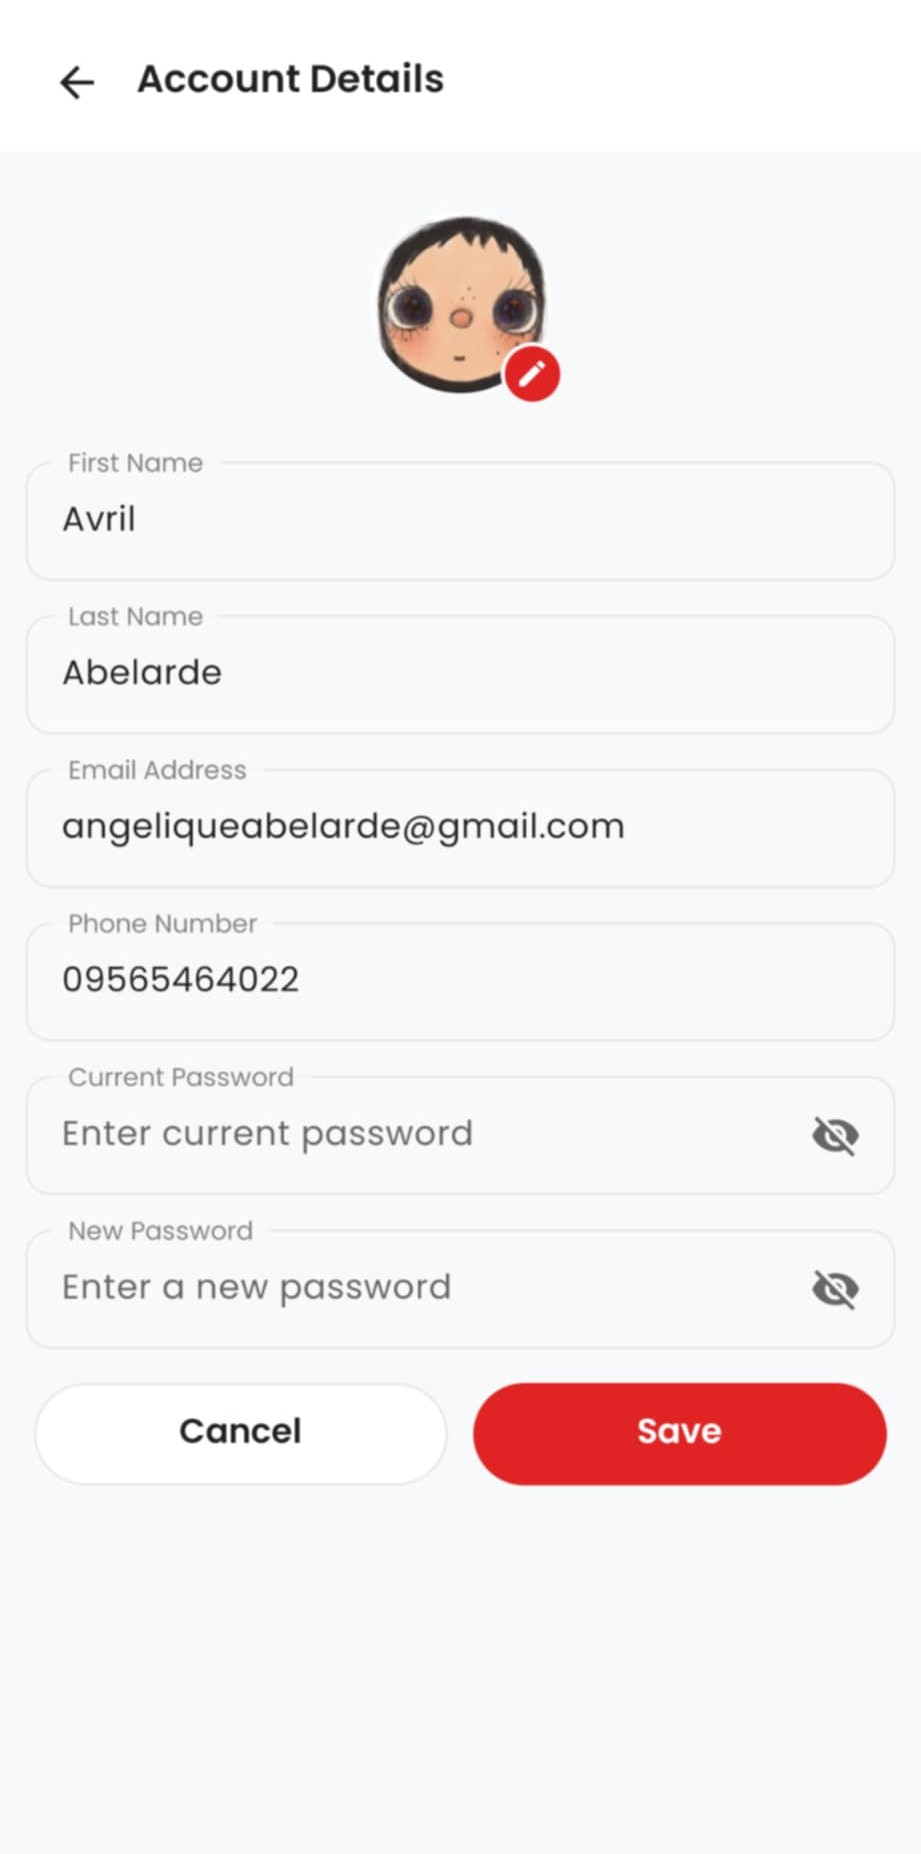 Account Details
First Name
Avril
Last Name
Abelarde
Email Address
angeliqueabelarde@gmail.com
Phone Number
09565464022
Current Password
Enter current password
New Password
Enter a new password
Cancel
Save